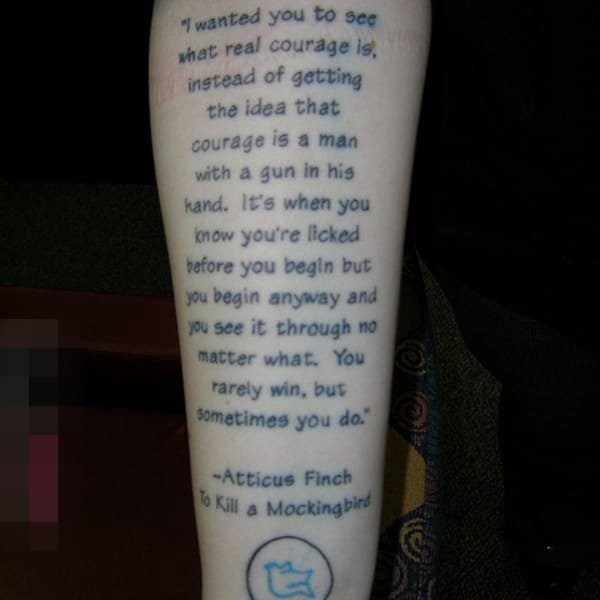 "I wanted you to see
what real courage is,
instead of getting
the idea that
courage is a man
with a gun in his
hand. It's when you
know you're licked
before you begin but
you begin anyway and
you see it through no
matter what. You
rarely win, but
sometimes you do."
~Atticus Finch
To Kill a Mockingbird